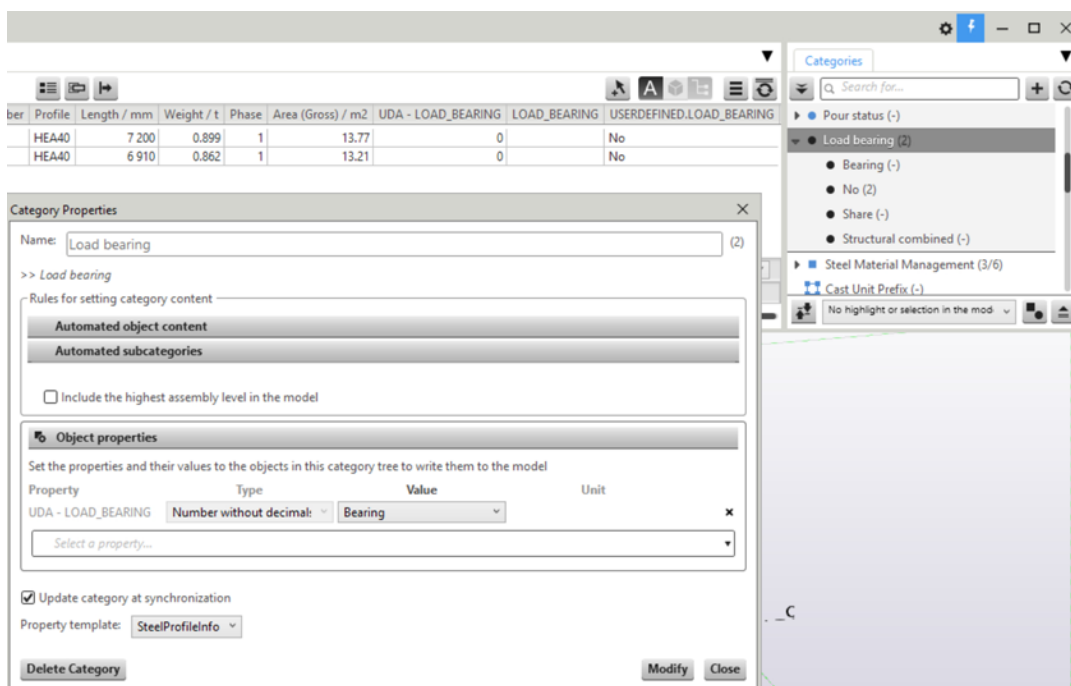 Categories
Search for...
ber Profile Length / mm Weight / t Phase Area (Gross) / m2 UDA - LOAD_BEARING LOAD_BEARING USERDEFINED.LOAD_BEARING
HEA40 7 200 0.899 1 13.77 0 No
HEA40 6 910 0.862 1 13.21 0 No
Pour status (-)
Load bearing (2)
Bearing (-)
No (2)
Share (-)
Structural combined (-)
Steel Material Management (3/6)
Cast Unit Prefix (-)
No highlight or selection in the mod
Category Properties
Name: Load bearing (2)
>> Load bearing
Rules for setting category content
Automated object content
Automated subcategories
Include the highest assembly level in the model
Object properties
Set the properties and their values to the objects in this category tree to write them to the model
Property Type Value Unit
UDA - LOAD_BEARING Number without decimal: Bearing
Select a property...
Update category at synchronization
Property template: SteelProfileInfo
Delete Category Modify Close